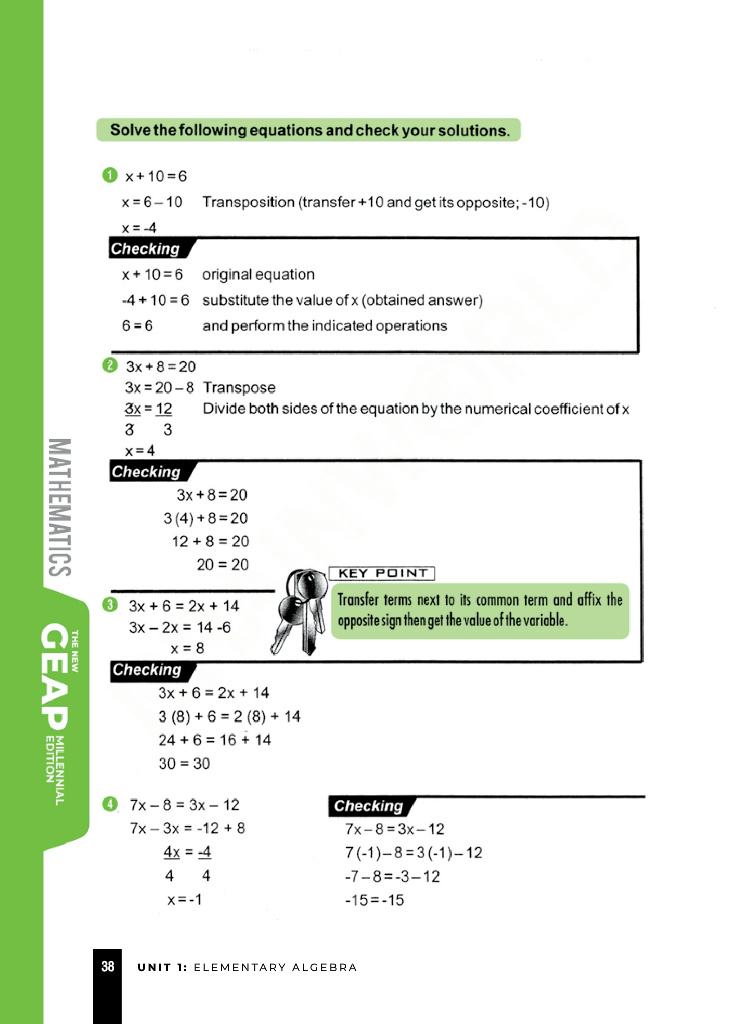 Solve the following equations and check your solutions.
1 x + 10 = 6
x = 6 – 10 Transposition (transfer +10 and get its opposite; -10)
x = -4
Checking
x + 10 = 6 original equation
-4 + 10 = 6 substitute the value of x (obtained answer)
6 = 6 and perform the indicated operations
2 3x + 8 = 20
3x = 20 – 8 Transpose
3x = 12 Divide both sides of the equation by the numerical coefficient of x
3 3
x = 4
Checking
3x + 8 = 20
3 (4) + 8 = 20
12 + 8 = 20
20 = 20
KEY POINT
Transfer terms next to its common term and affix the
opposite sign then get the value of the variable.
3 3x + 6 = 2x + 14
3x – 2x = 14 -6
x = 8
Checking
3x + 6 = 2x + 14
3 (8) + 6 = 2 (8) + 14
24 + 6 = 16 + 14
30 = 30
4 7x – 8 = 3x – 12
7x – 3x = -12 + 8
4x = -4
4 4
x = -1
Checking
7x – 8 = 3x – 12
7 (-1) – 8 = 3 (-1) – 12
-7 – 8 = -3 – 12
-15 = -15
MATHEMATICS
THE NEW
GEAP
MILLENNIAL
EDITION
38 UNIT 1: ELEMENTARY ALGEBRA